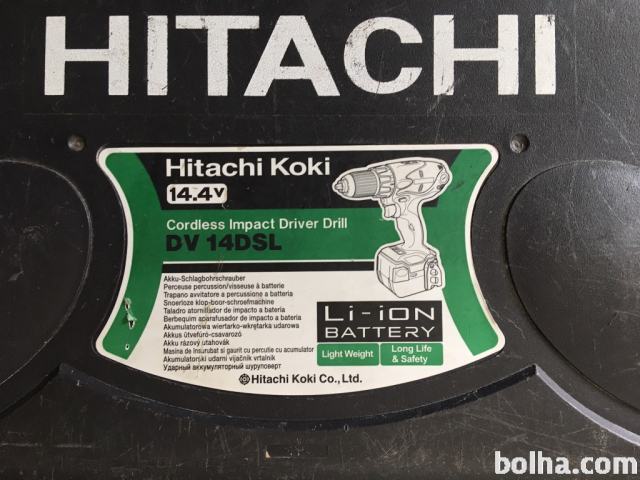 HITACHI
Hitachi Koki
14.4V
Cordless Impact Driver Drill
DV 14DSL
Akku-Schlagbohrschrauber
Perceuse percussion/visseuse à batterie
Trapano avvitatore a percussione a batteria
Snoerloze klop-boor-schroefmachine
Taladro atornillador de impacto a batería
Berbequim aparafusador de impacto a bateria
Akumulatorowa wiertarko-wkrętarka udarowa
Akkus ütvefúró-csavarozó
Akku rázový utahovák
Masina de insurubat si gaurit cu percutie cu acumulator
Akumulatorski udarni vijačnik vrtalnik
Ударный аккумуляторный шуруповерт
Li-ion
BATTERY
Light Weight
Long Life
& Safety
Hitachi Koki Co., Ltd.
bolha.com